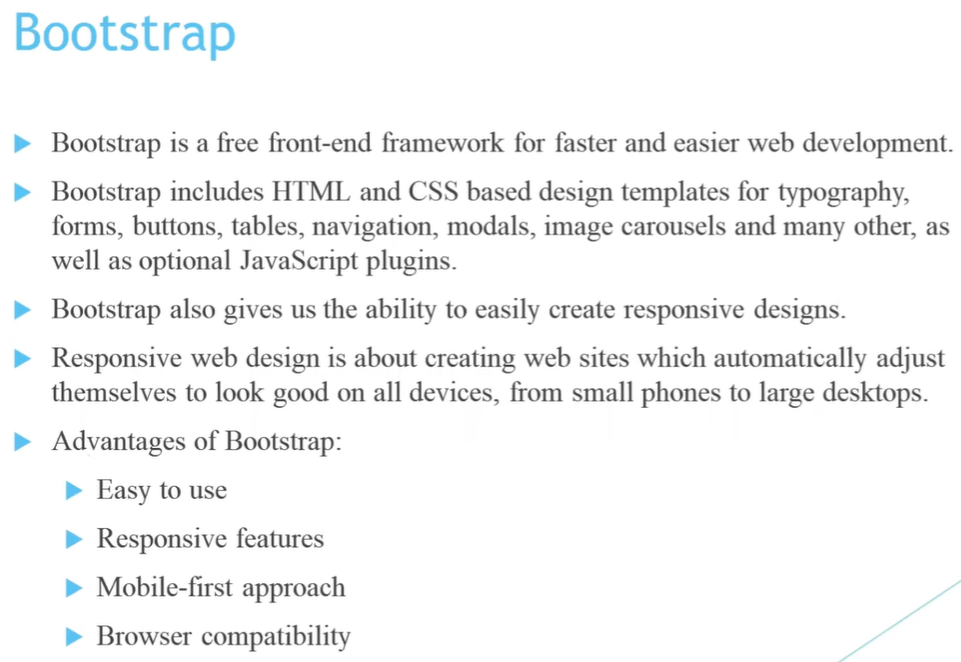 Bootstrap
Bootstrap is a free front-end framework for faster and easier web development.
Bootstrap includes HTML and CSS based design templates for typography,
forms, buttons, tables, navigation, modals, image carousels and many other, as
well as optional JavaScript plugins.
Bootstrap also gives us the ability to easily create responsive designs.
Responsive web design is about creating web sites which automatically adjust
themselves to look good on all devices, from small phones to large desktops.
Advantages of Bootstrap:
Easy to use
Responsive features
Mobile-first approach
Browser compatibility